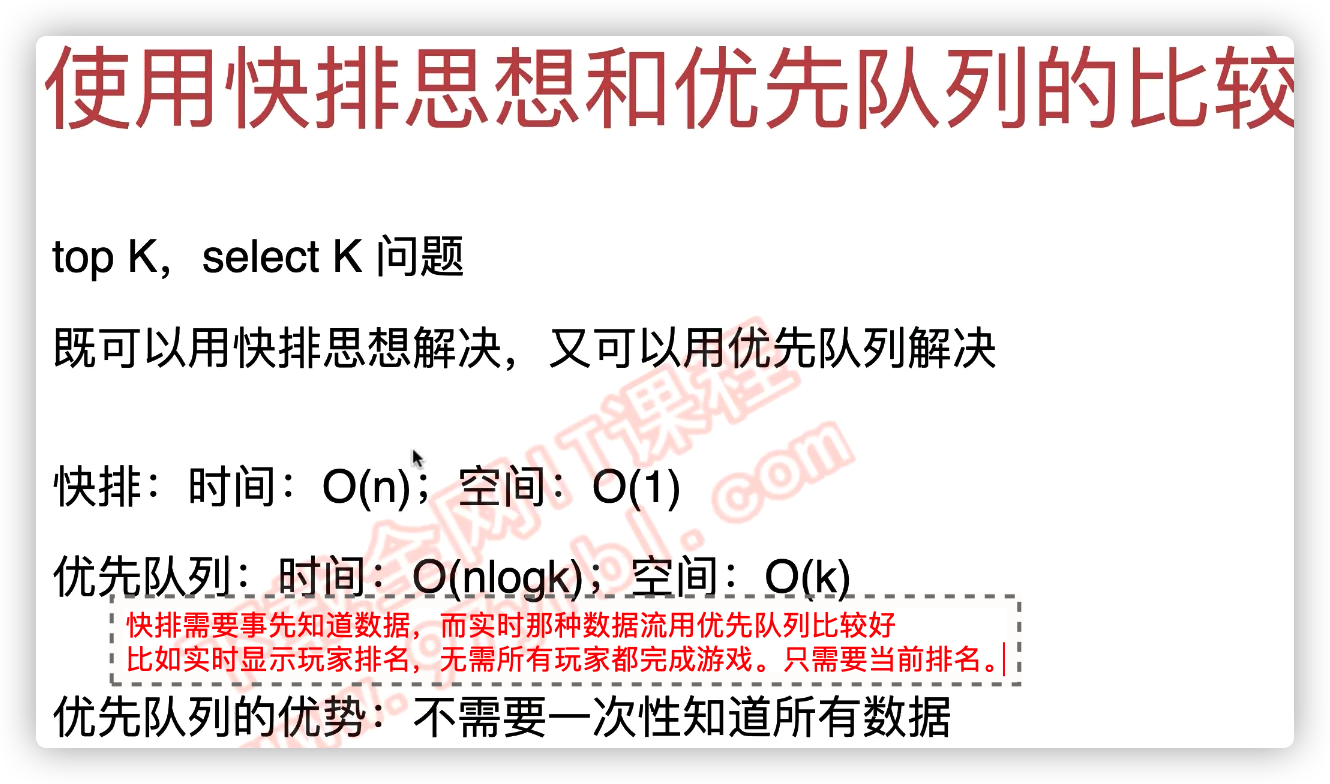 使用快排思想和优先队列的比较
top K，select K 问题
既可以用快排思想解决，又可以用优先队列解决
快排：时间：O(n)；空间：O(1)
优先队列：时间：O(nlogk)；空间：O(k)
快排需要事先知道数据，而实时那种数据流用优先队列比较好
比如实时显示玩家排名，无需所有玩家都完成游戏。只需要当前排名。
优先队列的优势：不需要一次性知道所有数据
全网IT课程